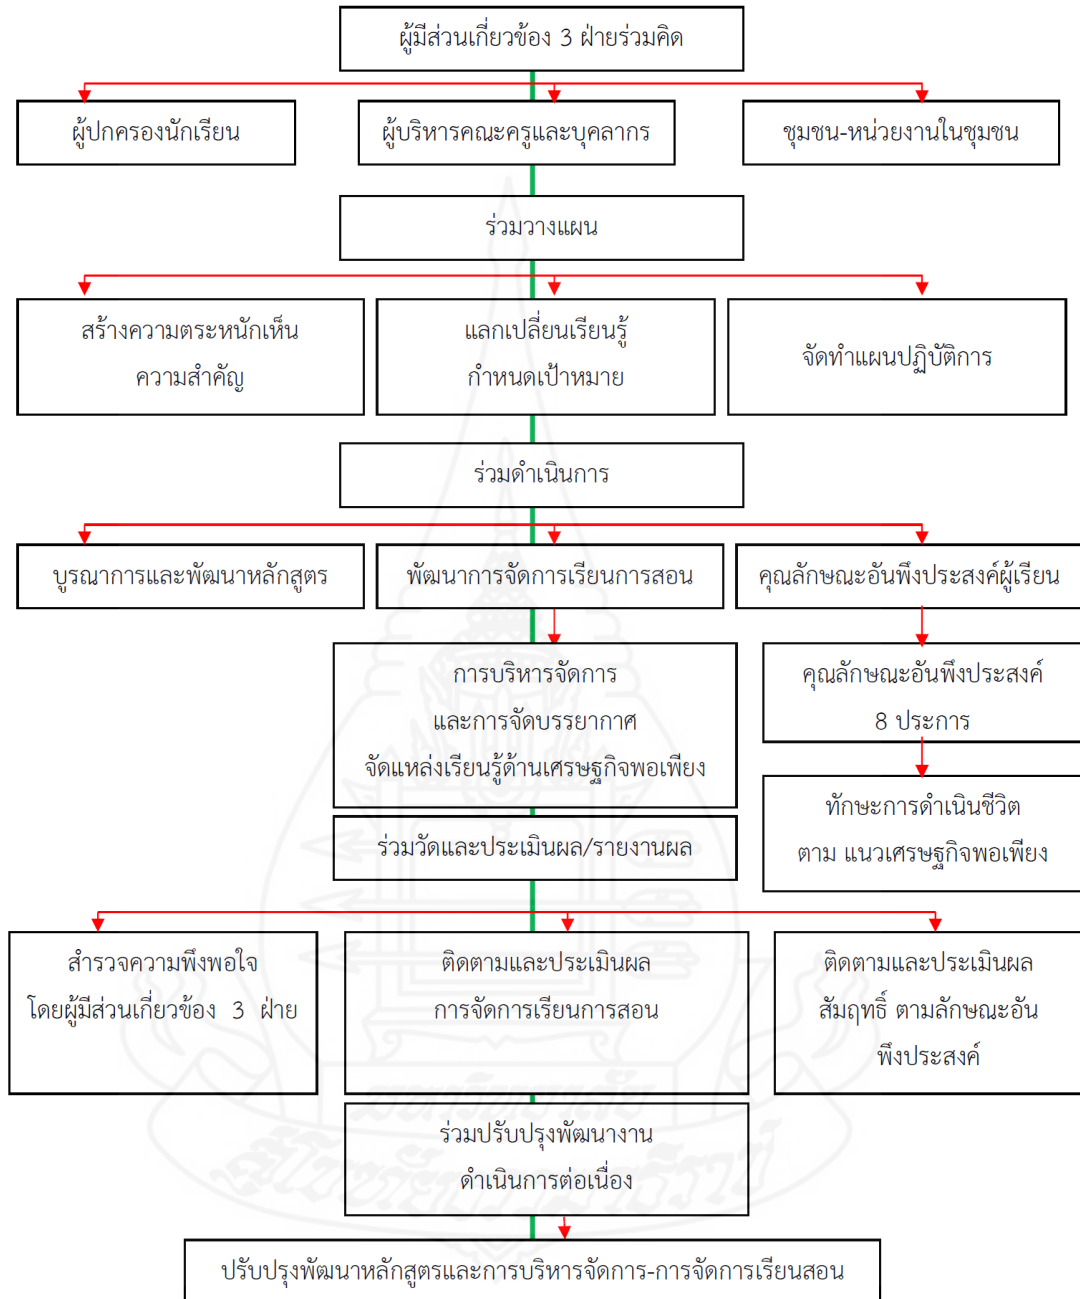 ผู้มีส่วนเกี่ยวข้อง 3 ฝ่ายร่วมคิด
ผู้ปกครองนักเรียน
ผู้บริหารคณะครูและบุคลากร
ชุมชน-หน่วยงานในชุมชน
ร่วมวางแผน
สร้างความตระหนักเห็น
ความสำคัญ
แลกเปลี่ยนเรียนรู้
กำหนดเป้าหมาย
จัดทำแผนปฏิบัติการ
ร่วมดำเนินการ
บูรณาการและพัฒนาหลักสูตร
พัฒนาการจัดการเรียนการสอน
คุณลักษณะอันพึงประสงค์ผู้เรียน
การบริหารจัดการ
และการจัดบรรยากาศ
จัดแหล่งเรียนรู้ด้านเศรษฐกิจพอเพียง
คุณลักษณะอันพึงประสงค์
8 ประการ
ทักษะการดำเนินชีวิต
ตาม แนวเศรษฐกิจพอเพียง
ร่วมวัดและประเมินผล/รายงานผล
สำรวจความพึงพอใจ
โดยผู้มีส่วนเกี่ยวข้อง 3 ฝ่าย
ติดตามและประเมินผล
การจัดการเรียนการสอน
ติดตามและประเมินผล
สัมฤทธิ์ ตามลักษณะอัน
พึงประสงค์
ร่วมปรับปรุงพัฒนางาน
ดำเนินการต่อเนื่อง
ปรับปรุงพัฒนาหลักสูตรและการบริหารจัดการ-การจัดการเรียนสอน
มหาวิทยาลัย
สุโขทัยธรรมาธิราช